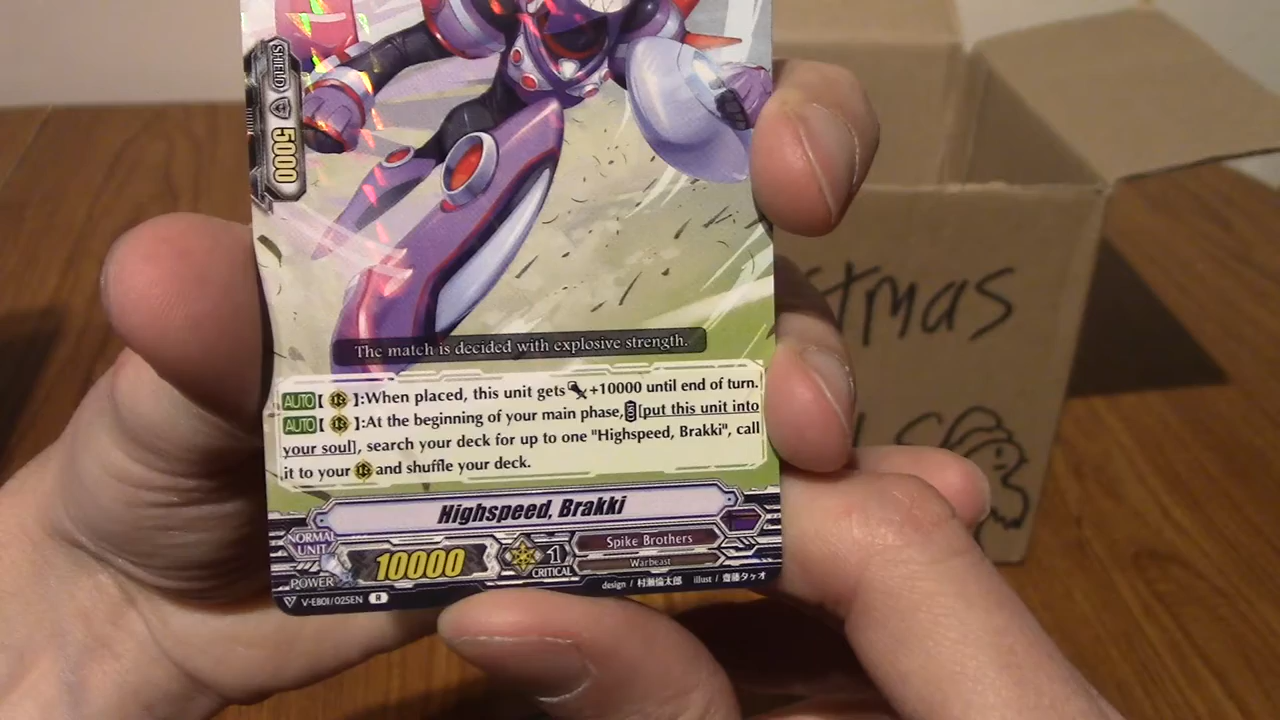 SHIELD 5000
The match is decided with explosive strength.
AUTO【 RC 】:When placed, this unit gets +10000 until end of turn.
AUTO【 RC 】:At the beginning of your main phase, [put this unit into
your soul], search your deck for up to one "Highspeed, Brakki", call
it to your RC and shuffle your deck.
Highspeed, Brakki
NORMAL
UNIT
POWER 10000
1
CRITICAL
Spike Brothers
Warbeast
V-EB01/025EN R
design / 村瀬倫太郎 illust / 齋藤タケオ
stmas